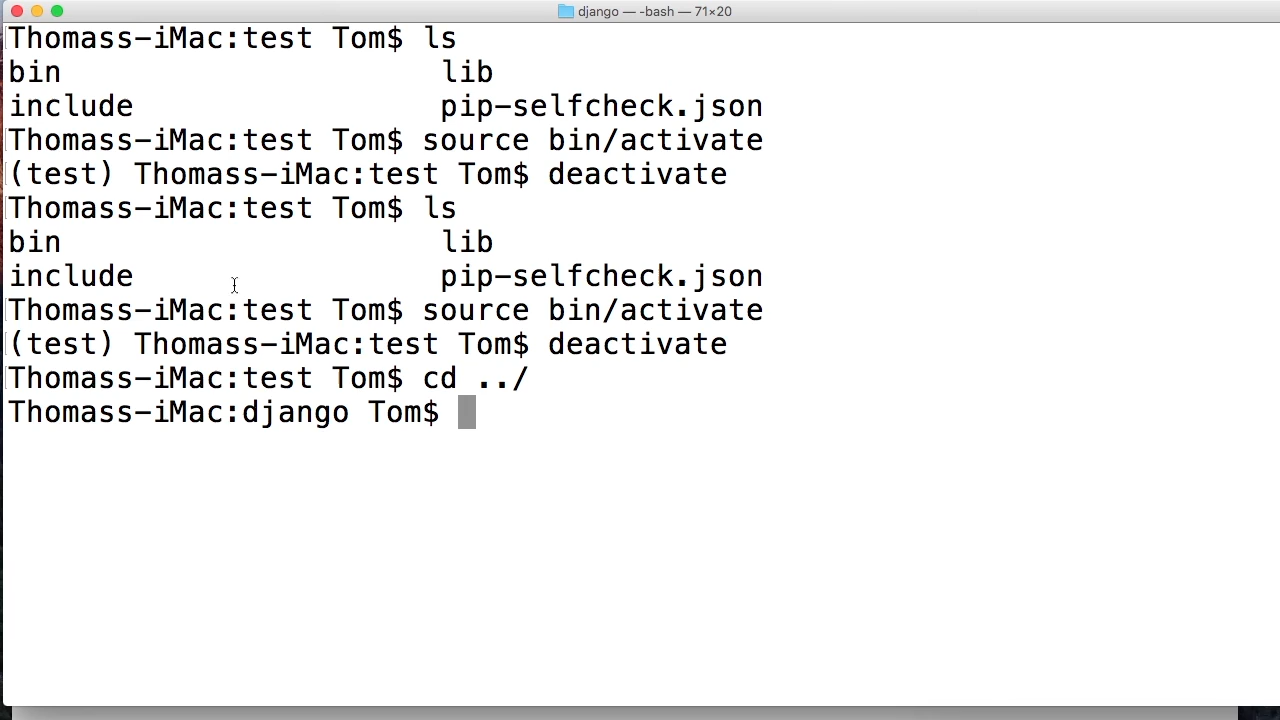 django — -bash — 71×20
Thomass-iMac:test Tom$ ls
bin lib
include pip-selfcheck.json
Thomass-iMac:test Tom$ source bin/activate
(test) Thomass-iMac:test Tom$ deactivate
Thomass-iMac:test Tom$ ls
bin lib
include pip-selfcheck.json
Thomass-iMac:test Tom$ source bin/activate
(test) Thomass-iMac:test Tom$ deactivate
Thomass-iMac:test Tom$ cd ../
Thomass-iMac:django Tom$